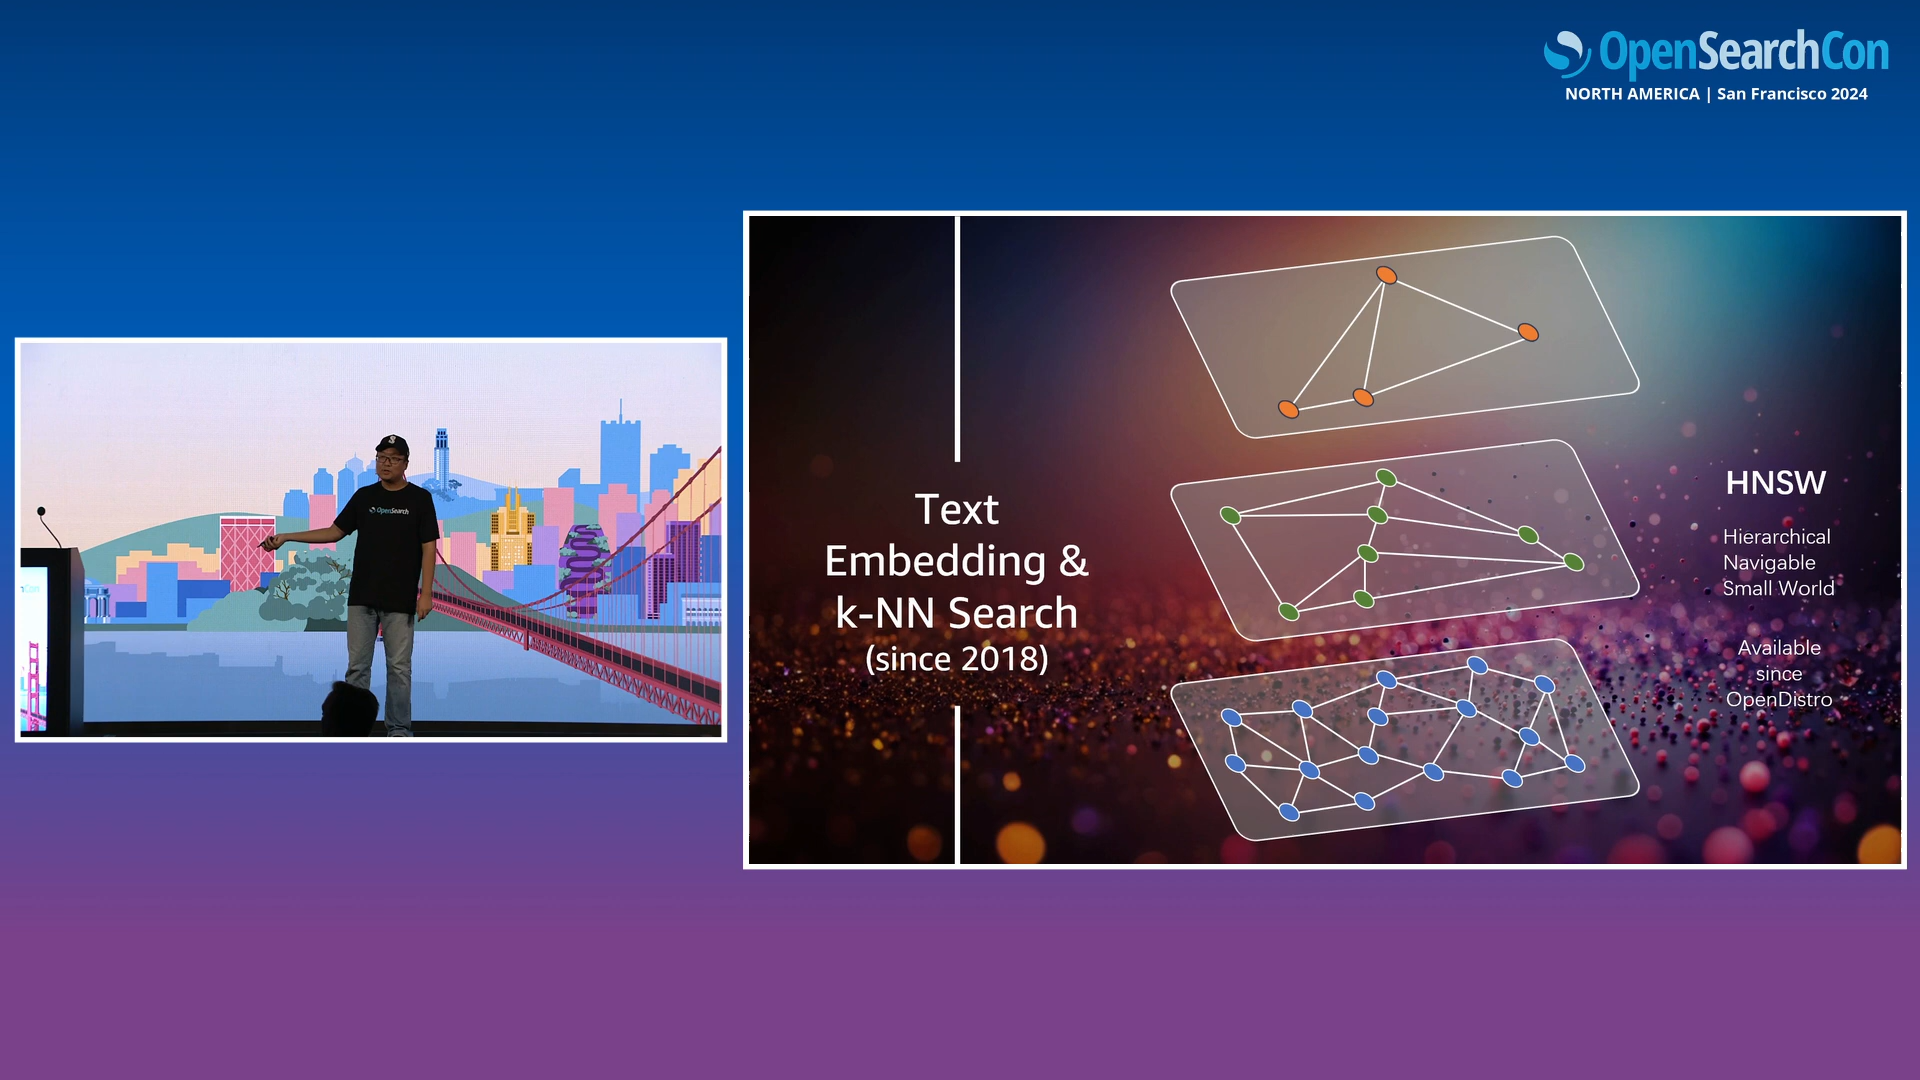 OpenSearchCon
NORTH AMERICA | San Francisco 2024
OpenSearch
Text
Embedding &
k-NN Search
(since 2018)
HNSW
Hierarchical
Navigable
Small World
Available
since
OpenDistro